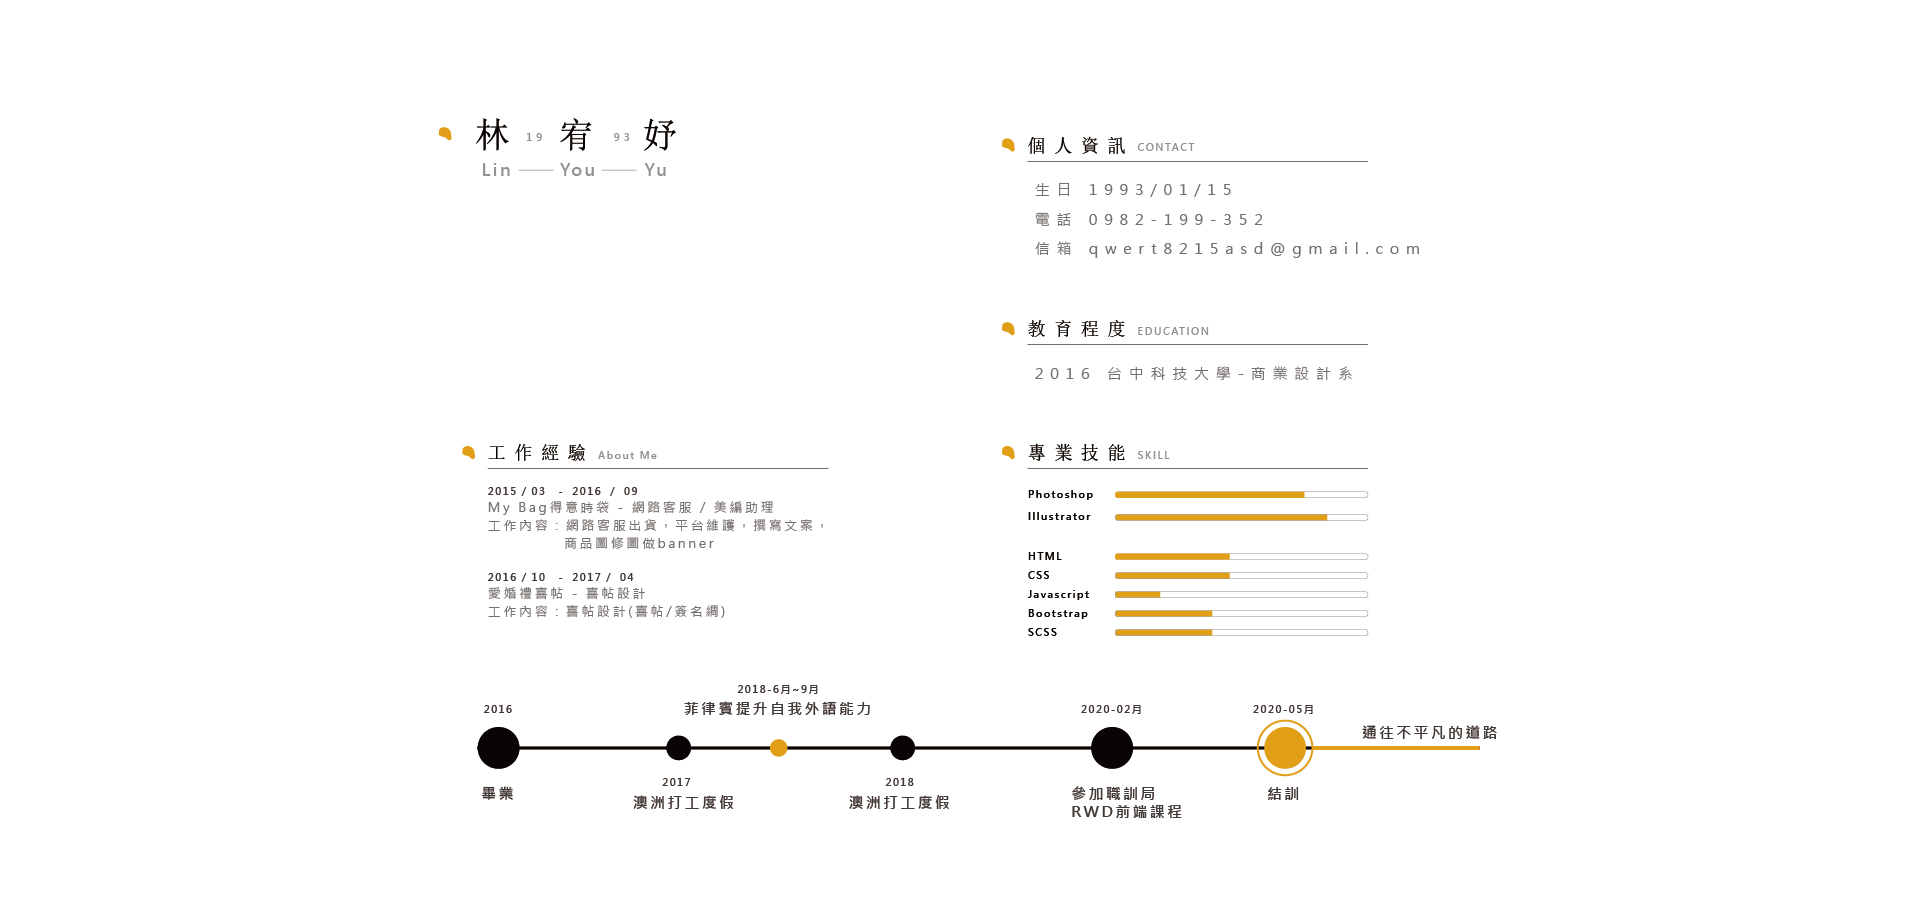 林 19 宥 93 妤
Lin — You — Yu
個人資訊 CONTACT
生日 1993/01/15
電話 0982-199-352
信箱 qwert8215asd@gmail.com
教育程度 EDUCATION
2016 台中科技大學-商業設計系
工作經驗 About Me
2015 / 03 - 2016 / 09
My Bag得意時袋 - 網路客服 / 美編助理
工作內容 : 網路客服出貨，平台維護，撰寫文案，
商品圖修圖做banner
2016 / 10 - 2017 / 04
愛婚禮喜帖 - 喜帖設計
工作內容 : 喜帖設計(喜帖/簽名綢)
專業技能 SKILL
Photoshop
Illustrator
HTML
CSS
Javascript
Bootstrap
SCSS
2016
畢業
2017
澳洲打工度假
2018-6月~9月
菲律賓提升自我外語能力
2018
澳洲打工度假
2020-02月
參加職訓局
RWD前端課程
2020-05月
結訓
通往不平凡的道路